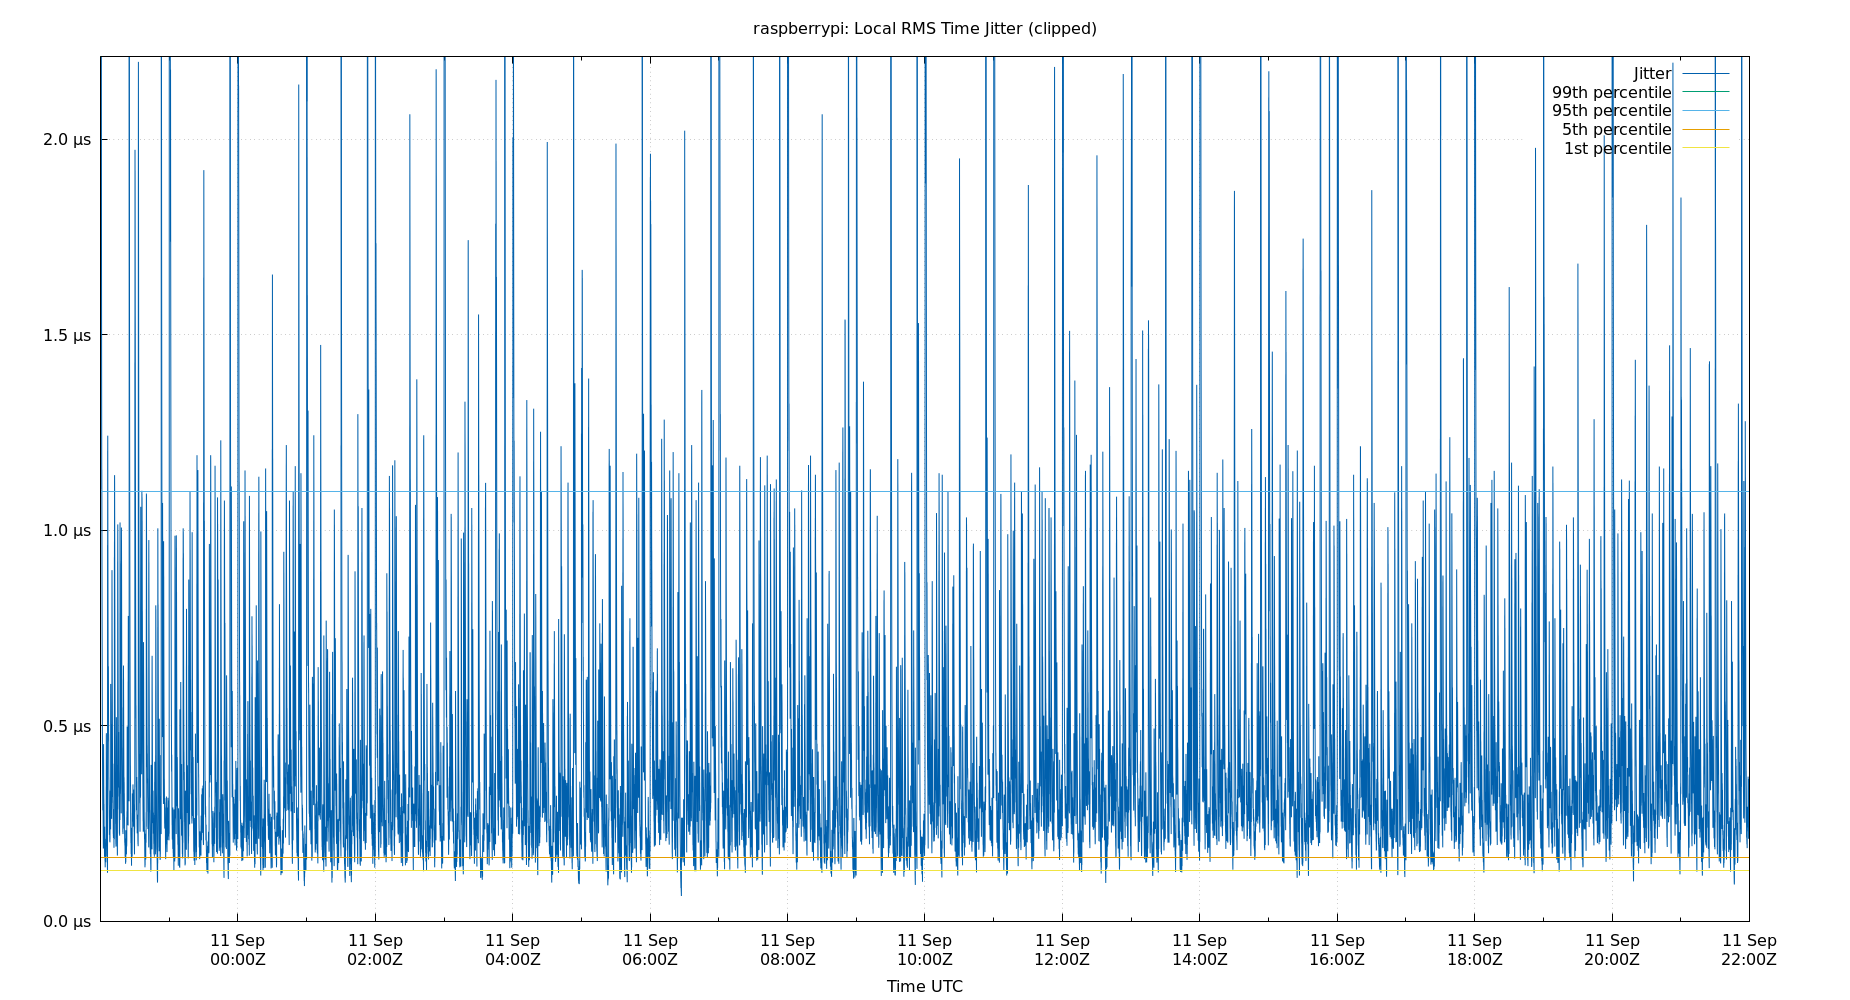 raspberrypi: Local RMS Time Jitter (clipped)
Jitter
99th percentile
95th percentile
5th percentile
1st percentile
2.0 µs
1.5 µs
1.0 µs
0.5 µs
0.0 µs
11 Sep 11 Sep 11 Sep 11 Sep 11 Sep 11 Sep 11 Sep 11 Sep 11 Sep 11 Sep 11 Sep 11 Sep
00:00Z 02:00Z 04:00Z 06:00Z 08:00Z 10:00Z 12:00Z 14:00Z 16:00Z 18:00Z 20:00Z 22:00Z
Time UTC